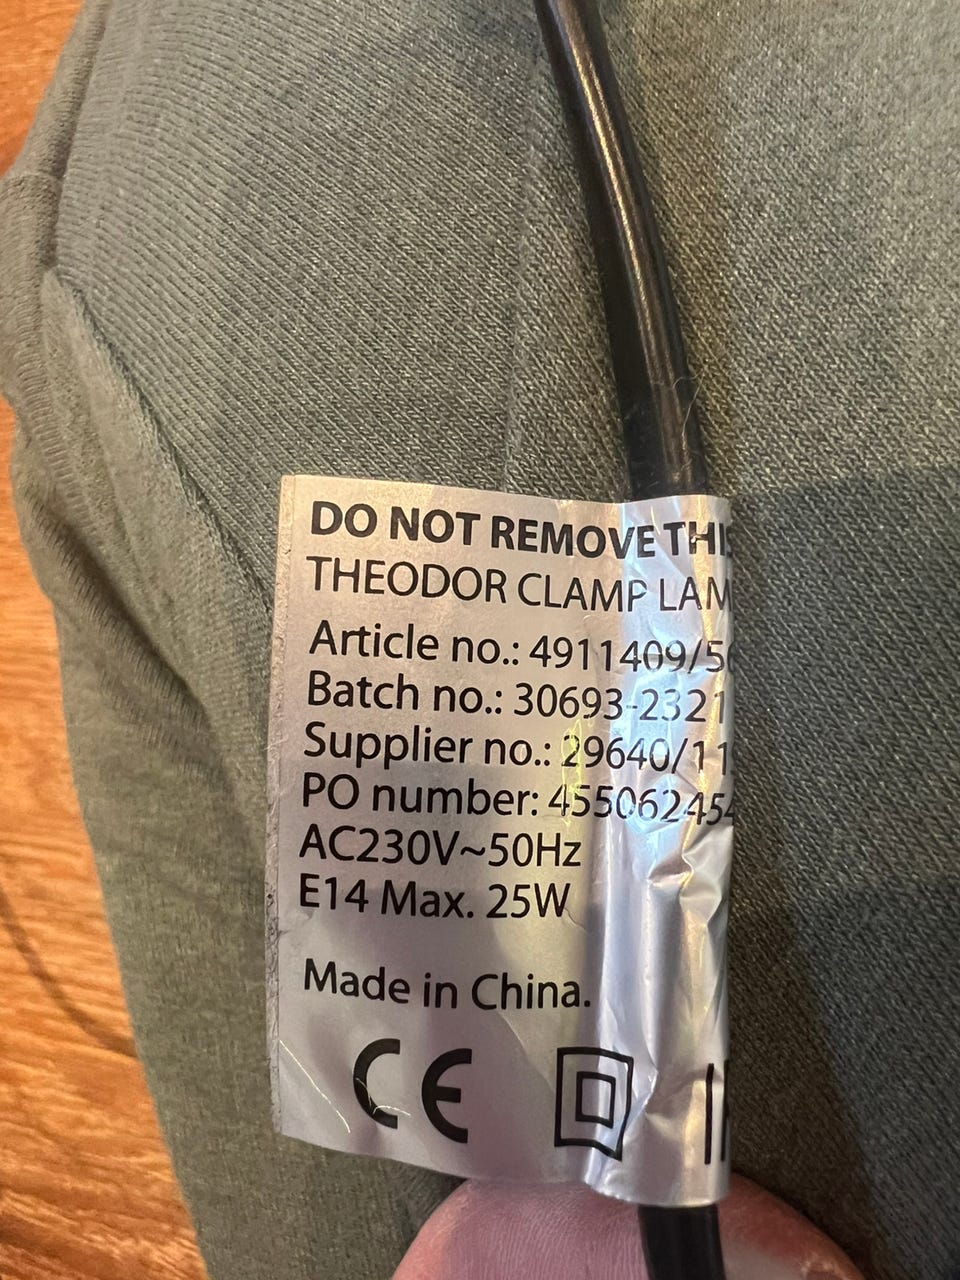 DO NOT REMOVE THIS
THEODOR CLAMP LAM
Article no.: 4911409/5
Batch no.: 30693-2321
Supplier no.: 29640/11
PO number: 455062454
AC230V~50Hz
E14 Max. 25W
Made in China.
CE